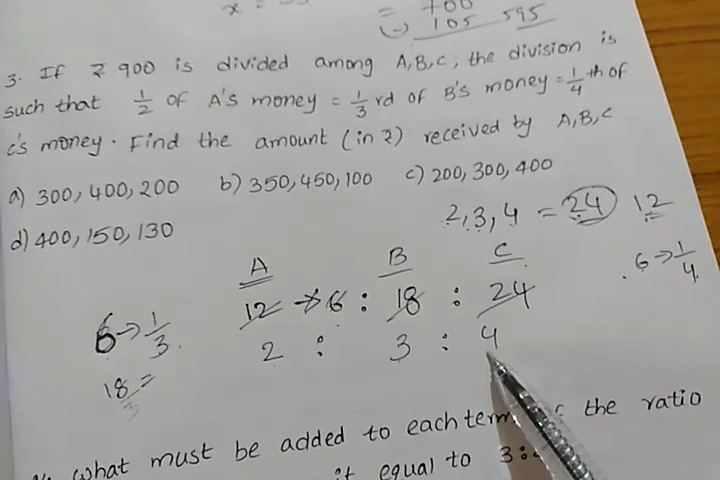 = 700
(-) 105 595
3. If ₹ 900 is divided among A,B,C, the division is
such that 1/2 of A's money = 1/3 rd of B's money = 1/4 th of
C's money. Find the amount (in ₹) received by A,B,C
a) 300, 400, 200 b) 350, 450, 100 c) 200, 300, 400
d) 400, 150, 130
2, 3, 4 = 24 12
A B C
6 → 1/4
12 → 6 : 18 : 24
6 → 1/3
2 : 3 : 4
18 =
what must be added to each term the ratio
it equal to 3: